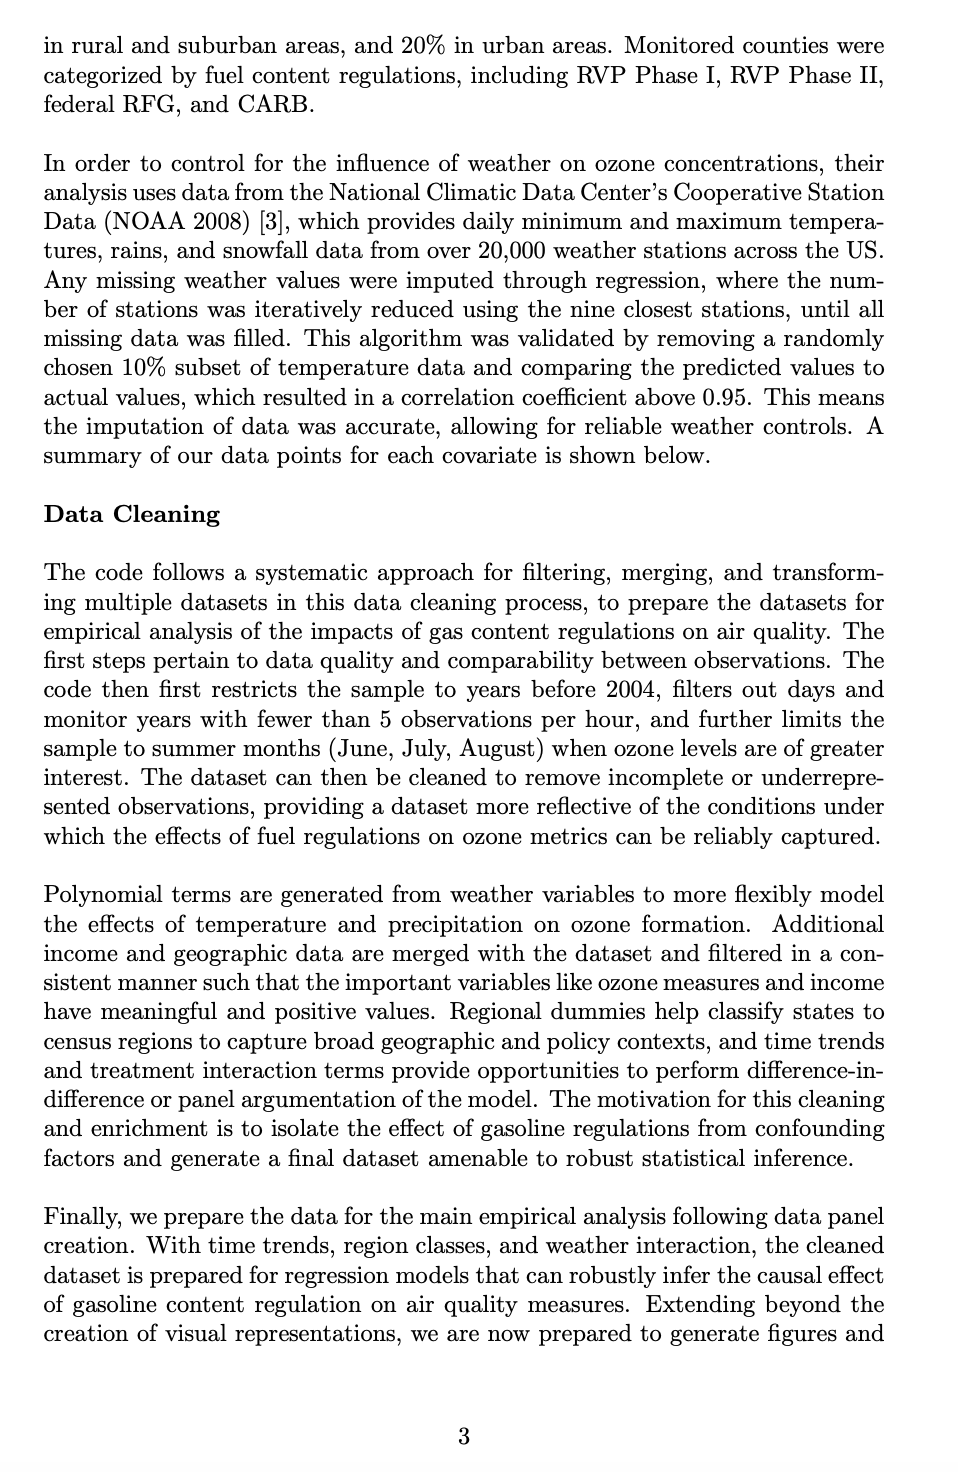 in rural and suburban areas, and 20% in urban areas. Monitored counties were
categorized by fuel content regulations, including RVP Phase I, RVP Phase II,
federal RFG, and CARB.
In order to control for the influence of weather on ozone concentrations, their
analysis uses data from the National Climatic Data Center's Cooperative Station
Data (NOAA 2008) [3], which provides daily minimum and maximum tempera-
tures, rains, and snowfall data from over 20,000 weather stations across the US.
Any missing weather values were imputed through regression, where the num-
ber of stations was iteratively reduced using the nine closest stations, until all
missing data was filled. This algorithm was validated by removing a randomly
chosen 10% subset of temperature data and comparing the predicted values to
actual values, which resulted in a correlation coefficient above 0.95. This means
the imputation of data was accurate, allowing for reliable weather controls. A
summary of our data points for each covariate is shown below.
Data Cleaning
The code follows a systematic approach for filtering, merging, and transform-
ing multiple datasets in this data cleaning process, to prepare the datasets for
empirical analysis of the impacts of gas content regulations on air quality. The
first steps pertain to data quality and comparability between observations. The
code then first restricts the sample to years before 2004, filters out days and
monitor years with fewer than 5 observations per hour, and further limits the
sample to summer months (June, July, August) when ozone levels are of greater
interest. The dataset can then be cleaned to remove incomplete or underrepre-
sented observations, providing a dataset more reflective of the conditions under
which the effects of fuel regulations on ozone metrics can be reliably captured.
Polynomial terms are generated from weather variables to more flexibly model
the effects of temperature and precipitation on ozone formation. Additional
income and geographic data are merged with the dataset and filtered in a con-
sistent manner such that the important variables like ozone measures and income
have meaningful and positive values. Regional dummies help classify states to
census regions to capture broad geographic and policy contexts, and time trends
and treatment interaction terms provide opportunities to perform difference-in-
difference or panel argumentation of the model. The motivation for this cleaning
and enrichment is to isolate the effect of gasoline regulations from confounding
factors and generate a final dataset amenable to robust statistical inference.
Finally, we prepare the data for the main empirical analysis following data panel
creation. With time trends, region classes, and weather interaction, the cleaned
dataset is prepared for regression models that can robustly infer the causal effect
of gasoline content regulation on air quality measures. Extending beyond the
creation of visual representations, we are now prepared to generate figures and
3